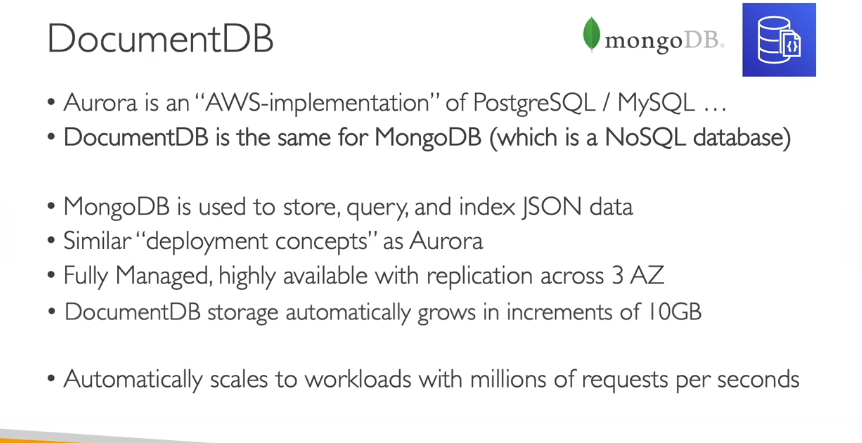 DocumentDB
mongoDB®
{}
• Aurora is an “AWS-implementation” of PostgreSQL / MySQL …
• DocumentDB is the same for MongoDB (which is a NoSQL database)
• MongoDB is used to store, query, and index JSON data
• Similar “deployment concepts” as Aurora
• Fully Managed, highly available with replication across 3 AZ
• DocumentDB storage automatically grows in increments of 10GB
• Automatically scales to workloads with millions of requests per seconds